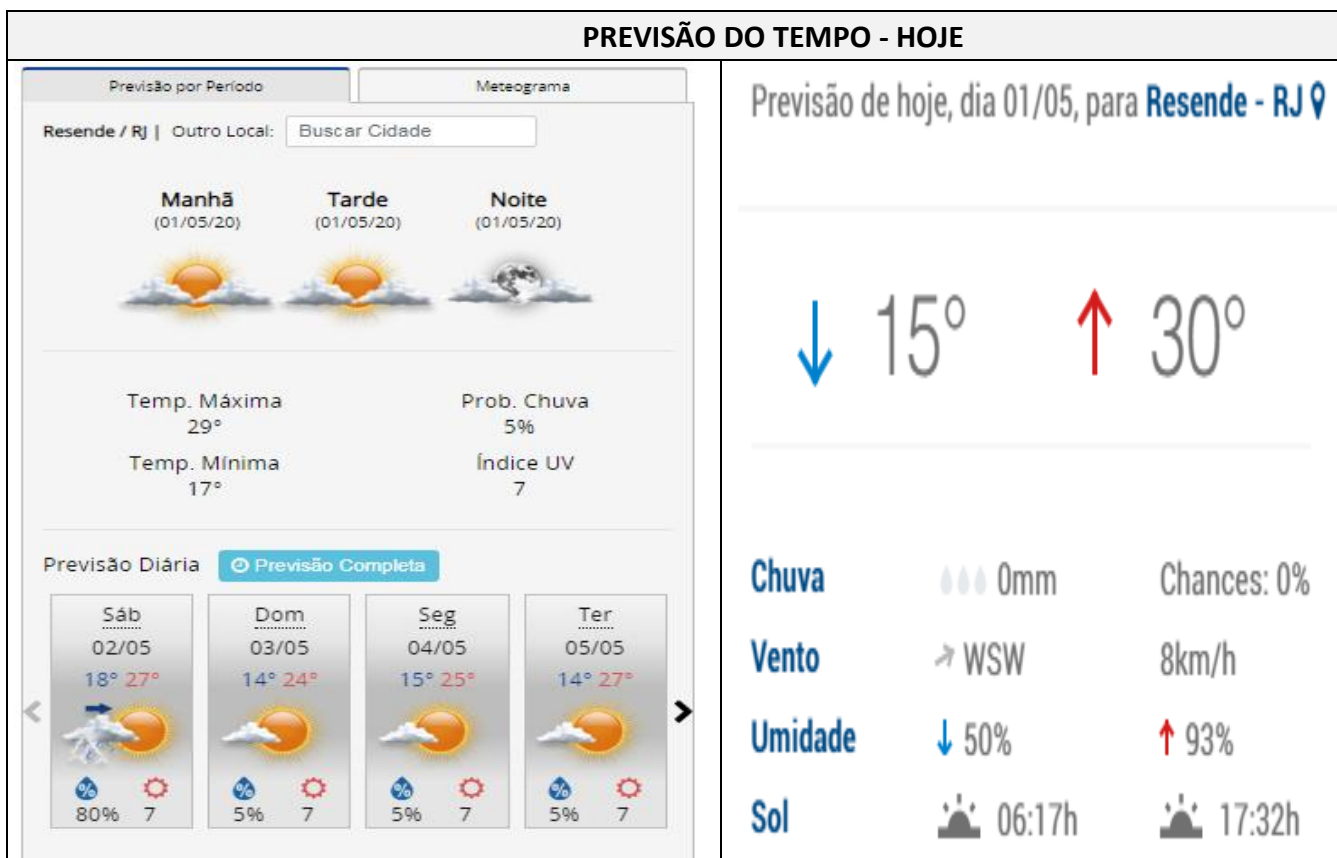 PREVISÃO DO TEMPO - HOJE
Previsão por Período Meteograma
Resende / RJ | Outro Local: Buscar Cidade
Manhã Tarde Noite
(01/05/20) (01/05/20) (01/05/20)
Temp. Máxima Prob. Chuva
29° 5%
Temp. Mínima Índice UV
17° 7
Previsão Diária Previsão Completa
Sáb Dom Seg Ter
02/05 03/05 04/05 05/05
18° 27° 14° 24° 15° 25° 14° 27°
% % % %
80% 7 5% 7 5% 7 5% 7
Previsão de hoje, dia 01/05, para Resende - RJ
↓ 15° ↑ 30°
Chuva 0mm Chances: 0%
Vento WSW 8km/h
Umidade ↓ 50% ↑ 93%
Sol 06:17h 17:32h